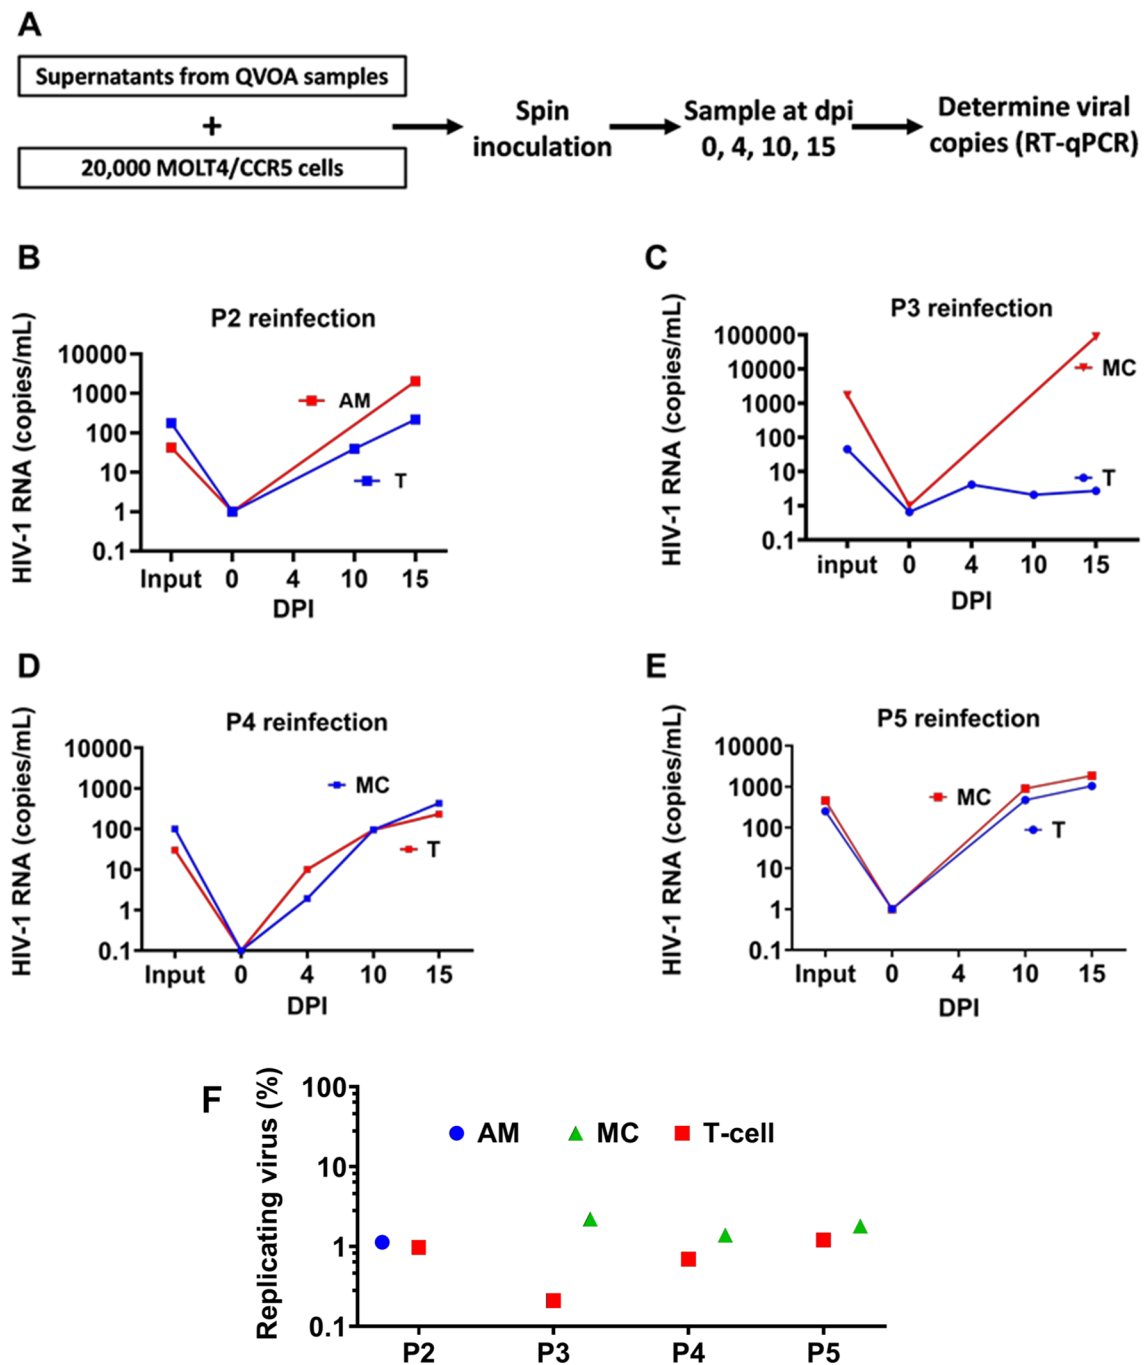 A
Supernatants from QVOA samples
+
20,000 MOLT4/CCR5 cells
Spin
inoculation
Sample at dpi
0, 4, 10, 15
Determine viral
copies (RT-qPCR)
B
P2 reinfection
HIV-1 RNA (copies/mL)
10000
1000
100
10
1
0.1
AM
T
Input 0 4 10 15
DPI
C
P3 reinfection
HIV-1 RNA (copies/mL)
100000
10000
1000
100
10
1
0.1
MC
T
input 0 4 10 15
DPI
D
P4 reinfection
HIV-1 RNA (copies/mL)
10000
1000
100
10
1
0.1
MC
T
Input 0 4 10 15
DPI
E
P5 reinfection
HIV-1 RNA (copies/mL)
10000
1000
100
10
1
0.1
MC
T
Input 0 4 10 15
DPI
F
Replicating virus (%)
100
10
1
0.1
AM MC T-cell
P2 P3 P4 P5